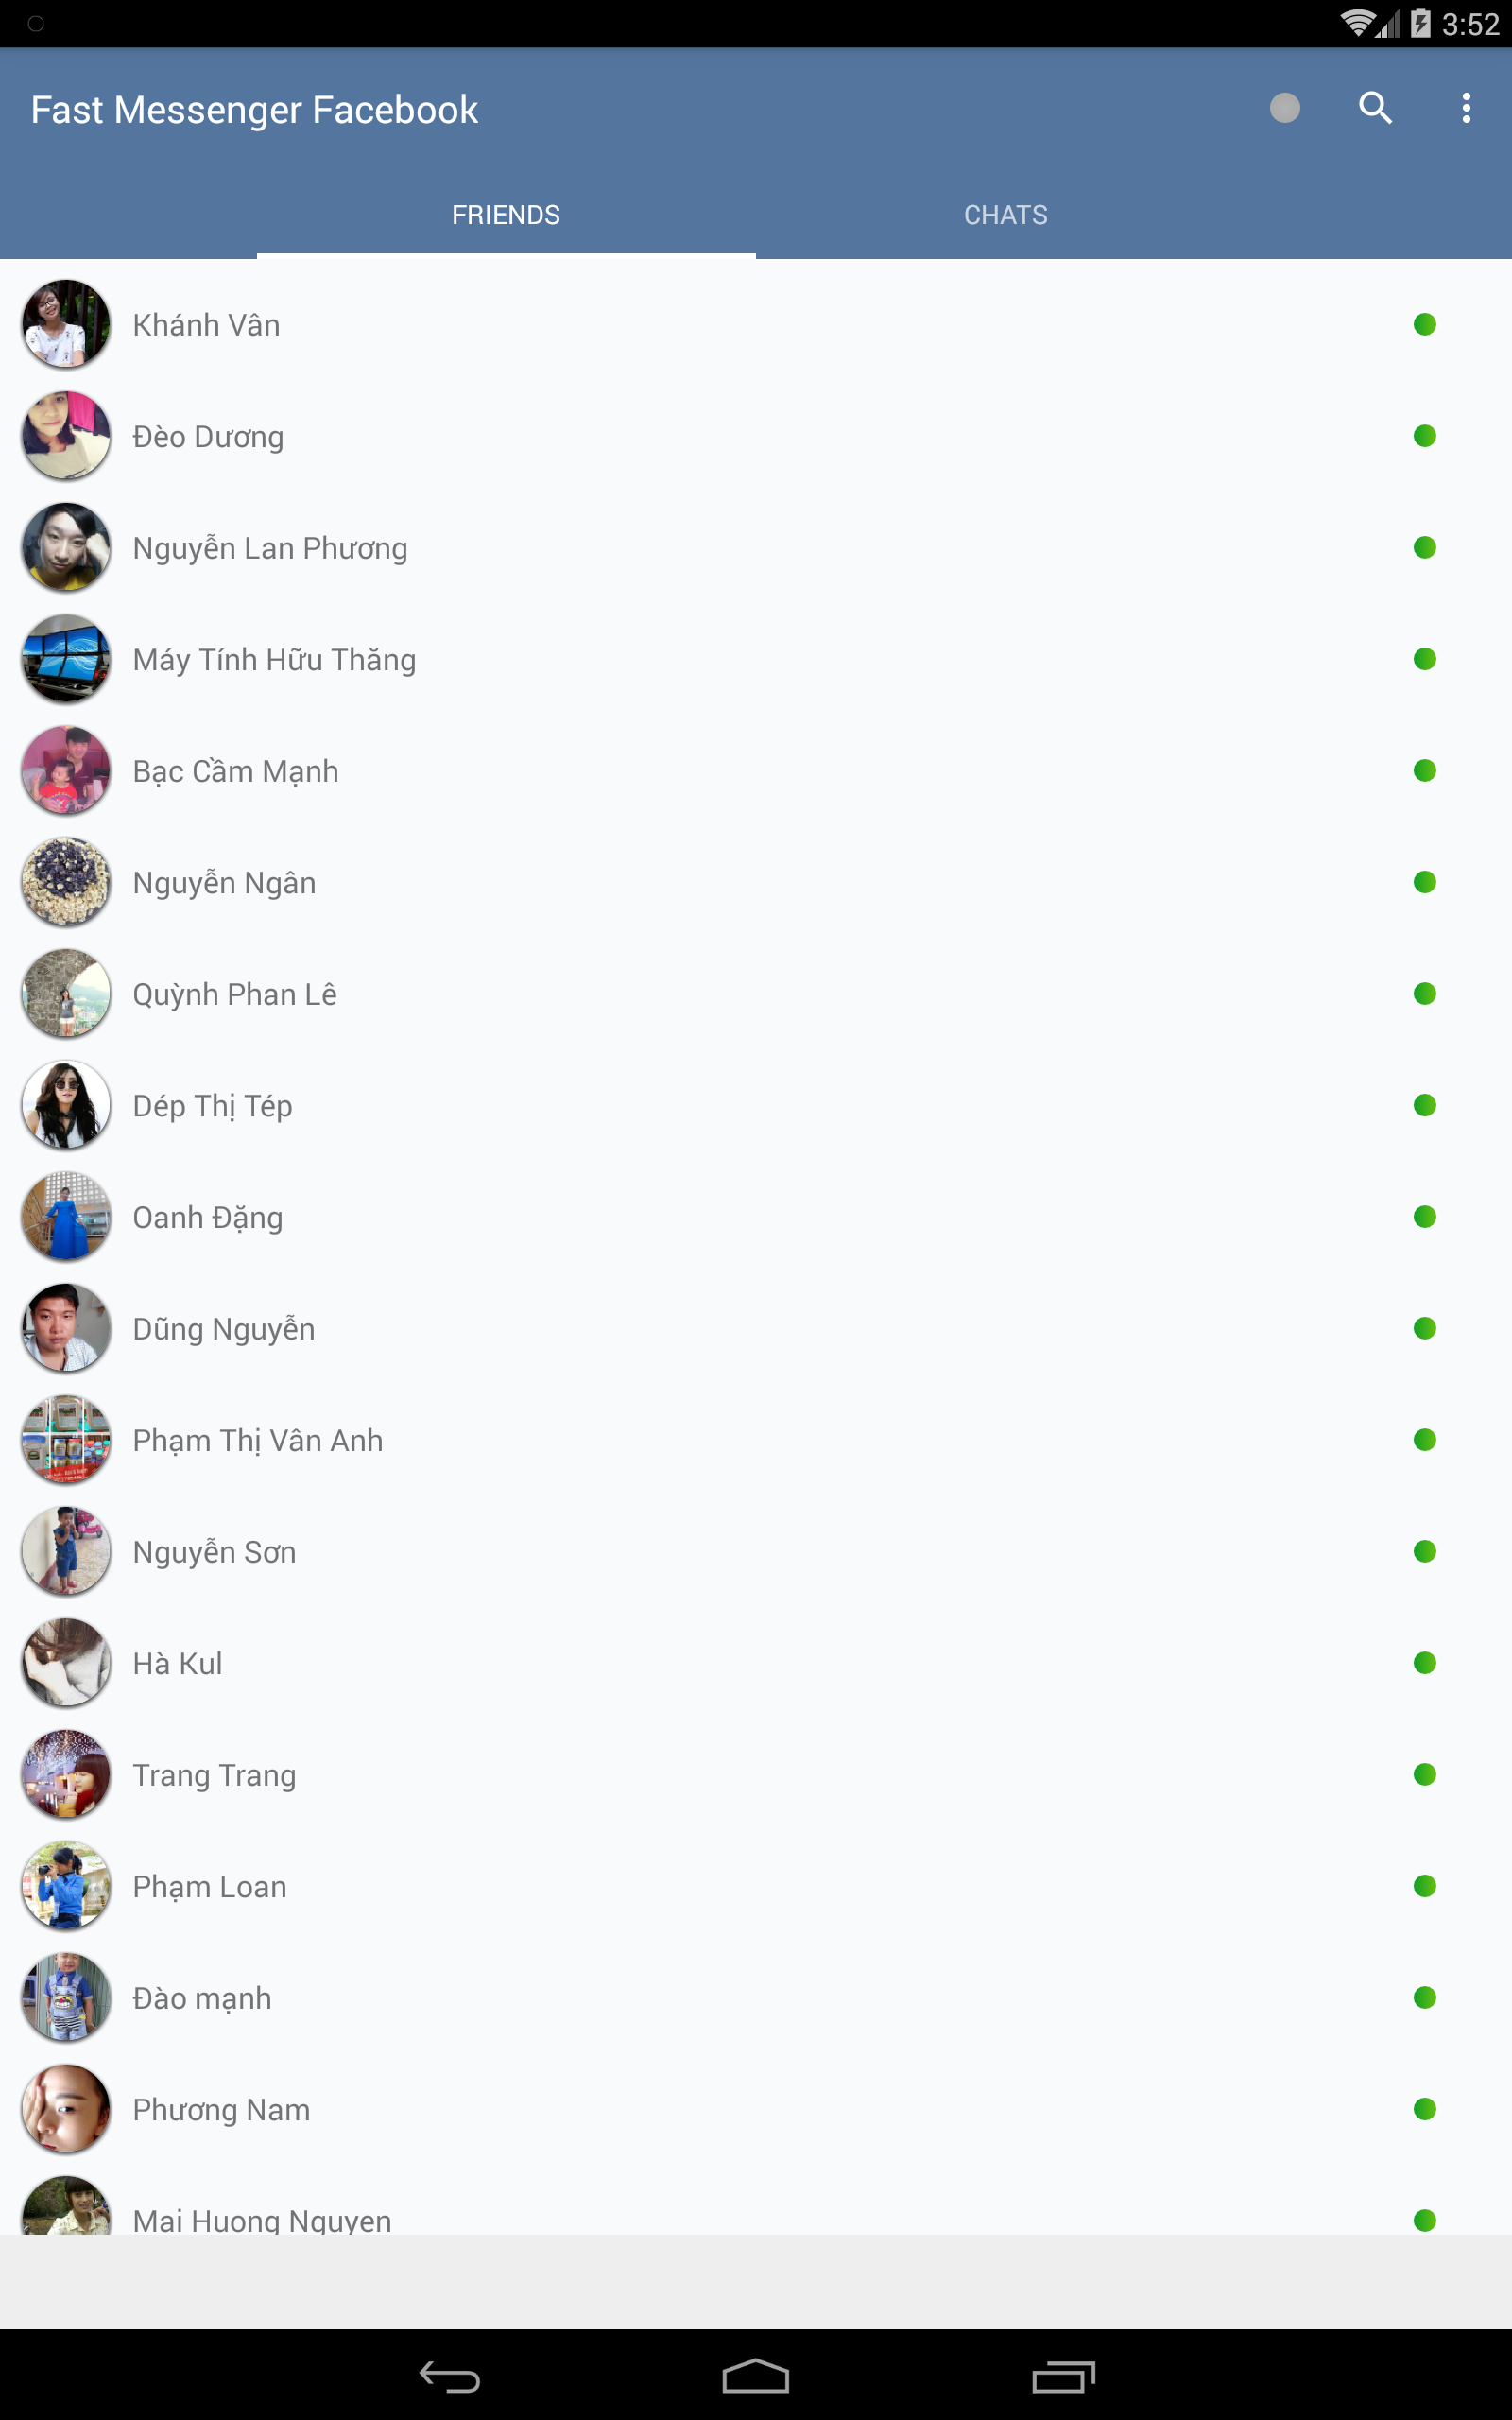 3:52
Fast Messenger Facebook
FRIENDS CHATS
Khánh Vân
Đèo Dương
Nguyễn Lan Phương
Máy Tính Hữu Thăng
Bạc Cầm Mạnh
Nguyễn Ngân
Quỳnh Phan Lê
Dép Thị Tép
Oanh Đặng
Dũng Nguyễn
Phạm Thị Vân Anh
Nguyễn Sơn
Hà Kul
Trang Trang
Phạm Loan
Đào mạnh
Phương Nam
Mai Huong Nguyen